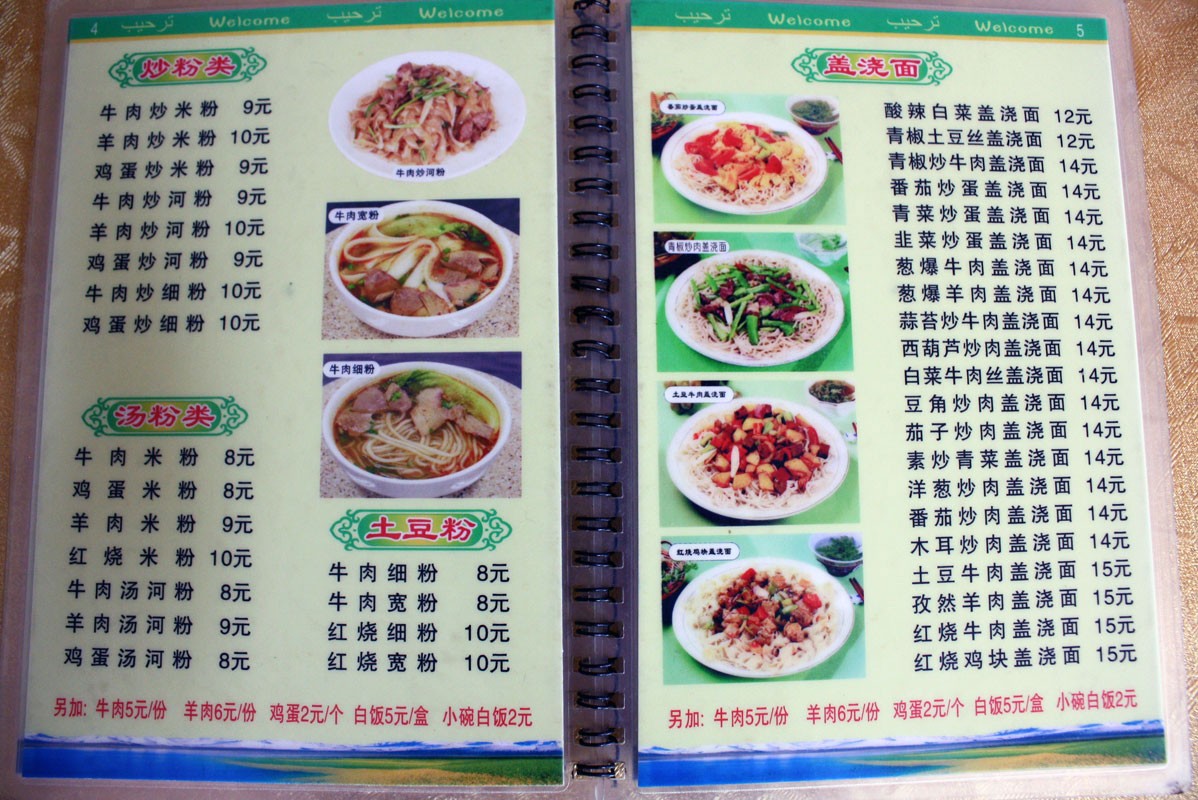 4 ترحيب Welcome ترحيب Welcome
炒粉类
牛肉炒米粉 9元
羊肉炒米粉 10元
鸡蛋炒米粉 9元
牛肉炒河粉 9元
羊肉炒河粉 10元
鸡蛋炒河粉 9元
牛肉炒细粉 10元
鸡蛋炒细粉 10元
汤粉类
牛肉米粉 8元
鸡蛋米粉 8元
羊肉米粉 9元
红烧米粉 10元
牛肉汤河粉 8元
羊肉汤河粉 9元
鸡蛋汤河粉 8元
牛肉炒河粉
牛肉宽粉
牛肉细粉
土豆粉
牛肉细粉 8元
牛肉宽粉 8元
红烧细粉 10元
红烧宽粉 10元
另加: 牛肉5元/份 羊肉6元/份 鸡蛋2元/个 白饭5元/盒 小碗白饭2元
ترحيب Welcome ترحيب Welcome 5
盖浇面
番茄炒蛋盖浇面
青椒炒肉盖浇面
土豆牛肉盖浇面
红烧鸡块盖浇面
酸辣白菜盖浇面 12元
青椒土豆丝盖浇面 12元
青椒炒牛肉盖浇面 14元
番茄炒蛋盖浇面 14元
青菜炒蛋盖浇面 14元
韭菜炒蛋盖浇面 14元
葱爆牛肉盖浇面 14元
葱爆羊肉盖浇面 14元
蒜苔炒牛肉盖浇面 14元
西葫芦炒肉盖浇面 14元
白菜牛肉丝盖浇面 14元
豆角炒肉盖浇面 14元
茄子炒肉盖浇面 14元
素炒青菜盖浇面 14元
洋葱炒肉盖浇面 14元
番茄炒肉盖浇面 14元
木耳炒肉盖浇面 14元
土豆牛肉盖浇面 15元
孜然羊肉盖浇面 15元
红烧牛肉盖浇面 15元
红烧鸡块盖浇面 15元
另加: 牛肉5元/份 羊肉6元/份 鸡蛋2元/个 白饭5元/盒 小碗白饭2元